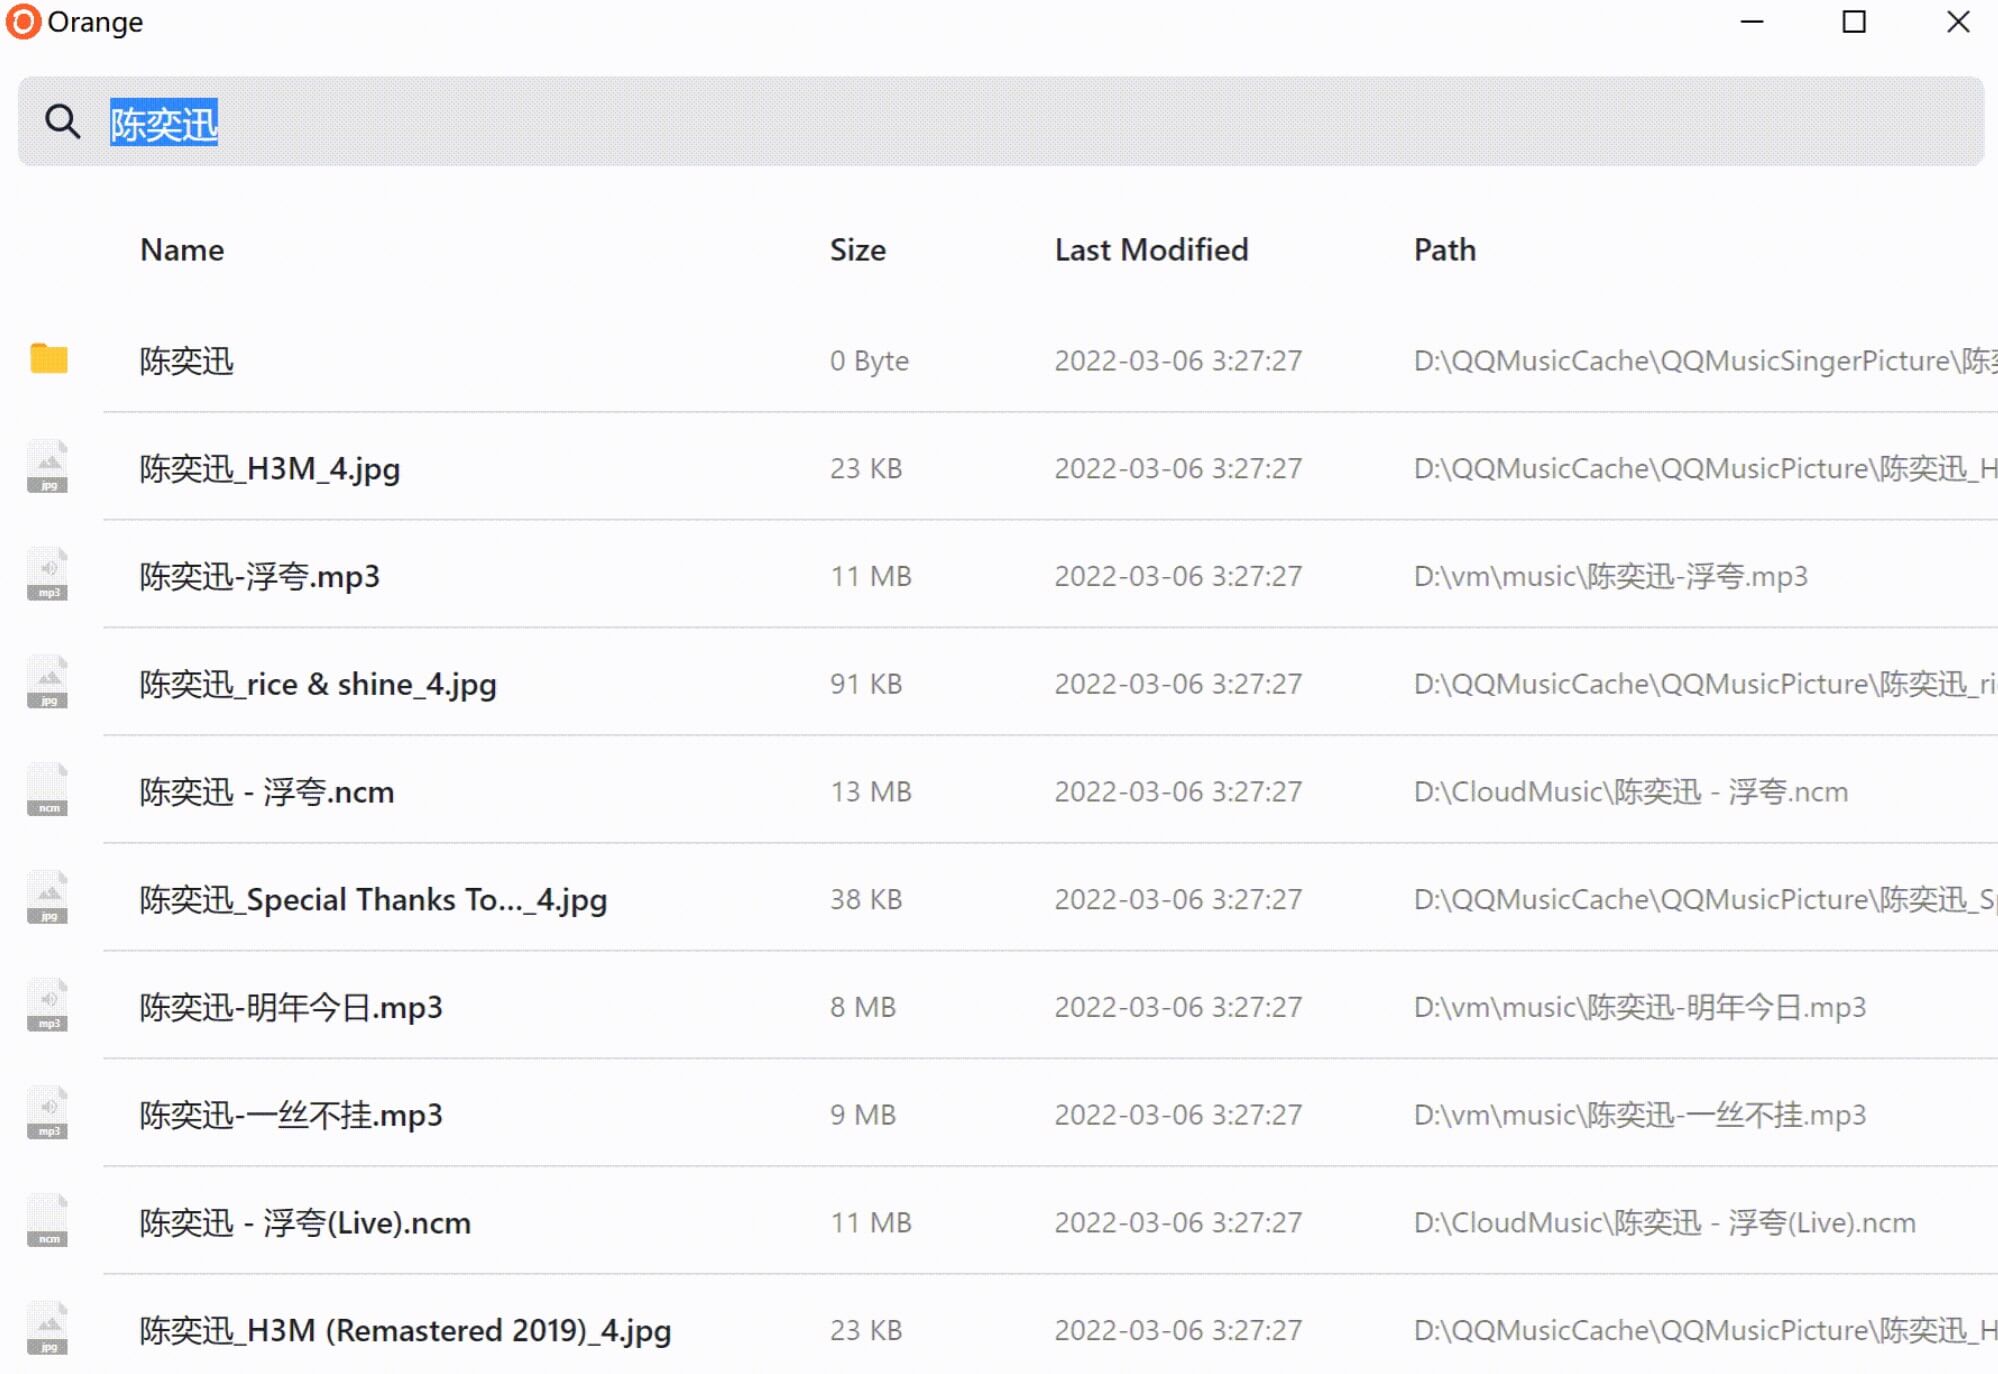 Orange
陈奕迅
Name Size Last Modified Path
陈奕迅 0 Byte 2022-03-06 3:27:27 D:\QQMusicCache\QQMusicSingerPicture\陈
jpg 陈奕迅_H3M_4.jpg 23 KB 2022-03-06 3:27:27 D:\QQMusicCache\QQMusicPicture\陈奕迅_H
mp3 陈奕迅-浮夸.mp3 11 MB 2022-03-06 3:27:27 D:\vm\music\陈奕迅-浮夸.mp3
jpg 陈奕迅_rice & shine_4.jpg 91 KB 2022-03-06 3:27:27 D:\QQMusicCache\QQMusicPicture\陈奕迅_ri
ncm 陈奕迅 - 浮夸.ncm 13 MB 2022-03-06 3:27:27 D:\CloudMusic\陈奕迅 - 浮夸.ncm
jpg 陈奕迅_Special Thanks To..._4.jpg 38 KB 2022-03-06 3:27:27 D:\QQMusicCache\QQMusicPicture\陈奕迅_Sp
mp3 陈奕迅-明年今日.mp3 8 MB 2022-03-06 3:27:27 D:\vm\music\陈奕迅-明年今日.mp3
mp3 陈奕迅-一丝不挂.mp3 9 MB 2022-03-06 3:27:27 D:\vm\music\陈奕迅-一丝不挂.mp3
ncm 陈奕迅 - 浮夸(Live).ncm 11 MB 2022-03-06 3:27:27 D:\CloudMusic\陈奕迅 - 浮夸(Live).ncm
jpg 陈奕迅_H3M (Remastered 2019)_4.jpg 23 KB 2022-03-06 3:27:27 D:\QQMusicCache\QQMusicPicture\陈奕迅_H